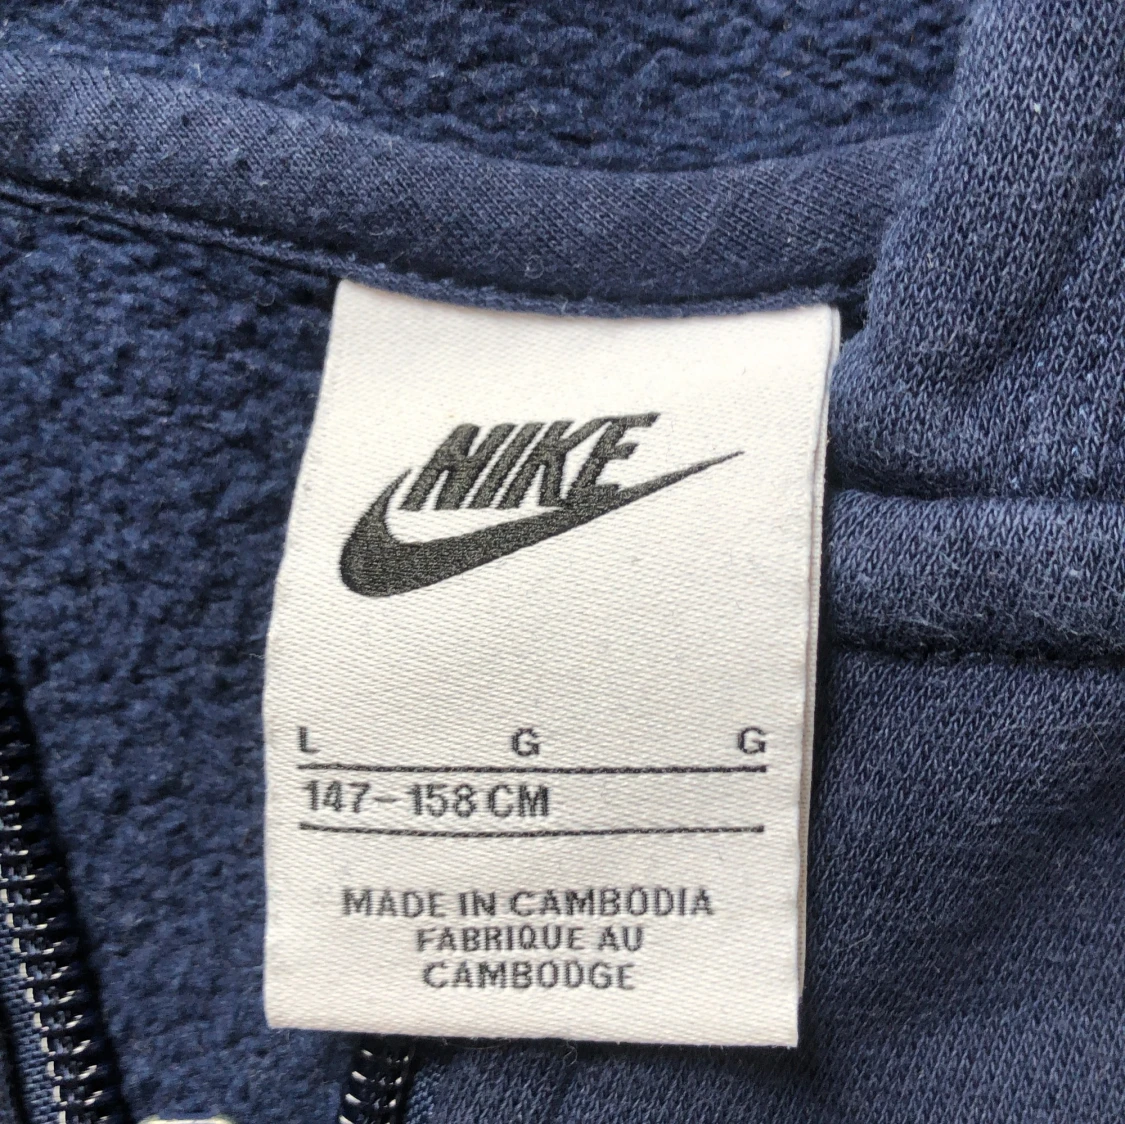 NIKE
L G G
147-158 CM
MADE IN CAMBODIA
FABRIQUE AU
CAMBODGE